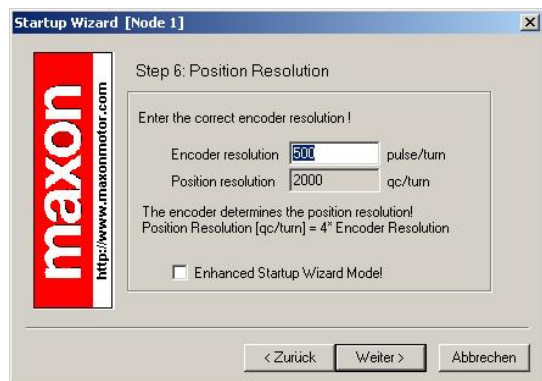 Startup Wizard [Node 1]
maxon
http://www.maxonmotor.com
Step 6: Position Resolution
Enter the correct encoder resolution !
Encoder resolution 500 pulse/turn
Position resolution 2000 qc/turn
The encoder determines the position resolution!
Position Resolution [qc/turn] = 4* Encoder Resolution
Enhanced Startup Wizard Mode!
< Zurück
Weiter >
Abbrechen